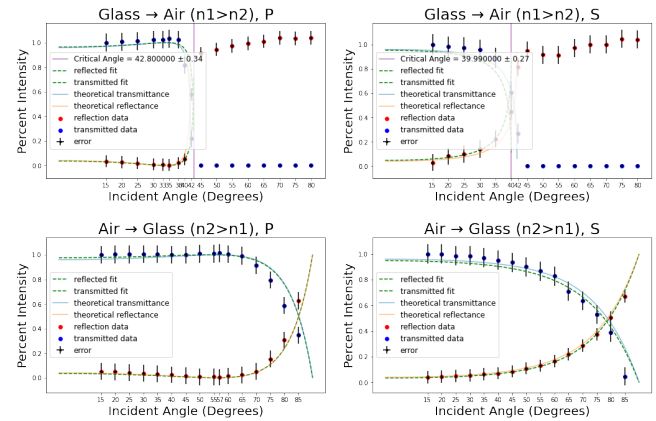 Glass → Air (n1>n2), P
Percent Intensity
1.0
0.8
0.6
0.4
0.2
0.0
Critical Angle = 42.800000 ± 0.34
reflected fit
transmitted fit
theoretical transmittance
theoretical reflectance
reflection data
transmitted data
error
15 20 25 30 33 35 38 40 42 45 50 55 60 65 70 75 80
Incident Angle (Degrees)
Glass → Air (n1>n2), S
Percent Intensity
1.0
0.8
0.6
0.4
0.2
0.0
Critical Angle = 39.990000 ± 0.27
reflected fit
transmitted fit
theoretical transmittance
theoretical reflectance
reflection data
transmitted data
error
15 20 25 30 35 40 42 45 50 55 60 65 70 75 80
Incident Angle (Degrees)
Air → Glass (n2>n1), P
Percent Intensity
1.0
0.8
0.6
0.4
0.2
0.0
reflected fit
transmitted fit
theoretical transmittance
theoretical reflectance
reflection data
transmitted data
error
15 20 25 30 35 40 45 50 55 57 60 65 70 75 80 85
Incident Angle (Degrees)
Air → Glass (n2>n1), S
Percent Intensity
1.0
0.8
0.6
0.4
0.2
0.0
reflected fit
transmitted fit
theoretical transmittance
theoretical reflectance
reflection data
transmitted data
error
15 20 25 30 35 40 45 50 55 60 65 70 75 80 85
Incident Angle (Degrees)